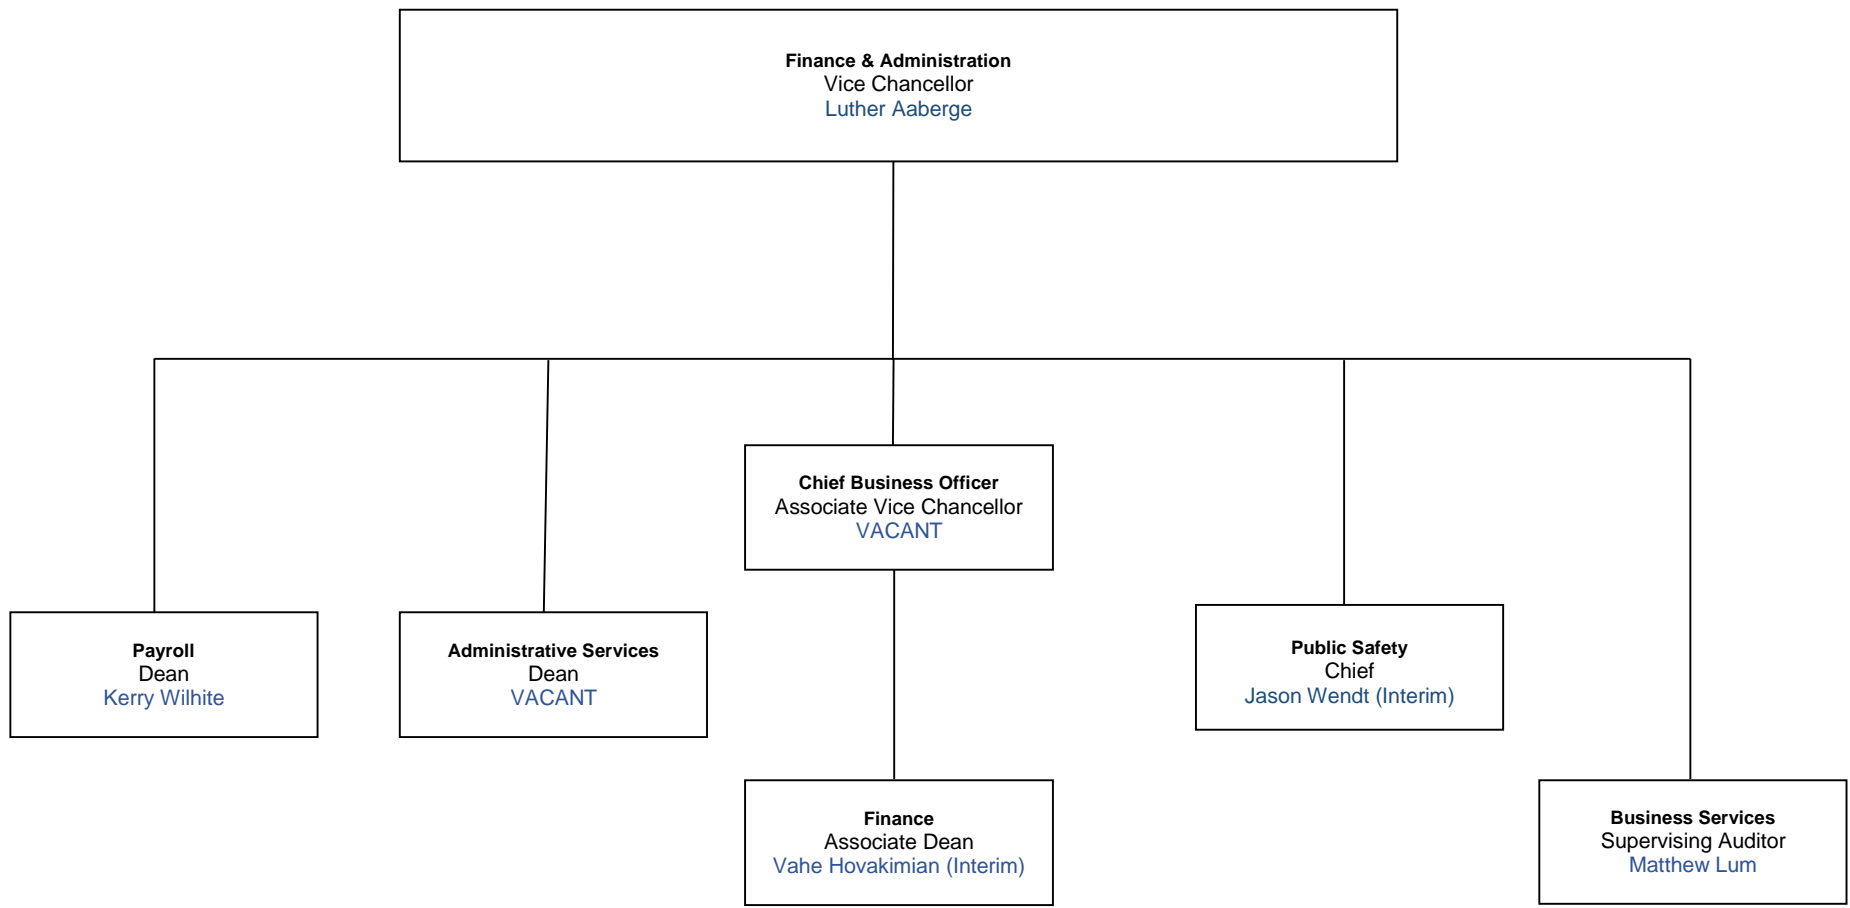 Finance & Administration
Vice Chancellor
Luther Aaberge
Chief Business Officer
Associate Vice Chancellor
VACANT
Payroll
Dean
Kerry Wilhite
Administrative Services
Dean
VACANT
Public Safety
Chief
Jason Wendt (Interim)
Finance
Associate Dean
Vahe Hovakimian (Interim)
Business Services
Supervising Auditor
Matthew Lum